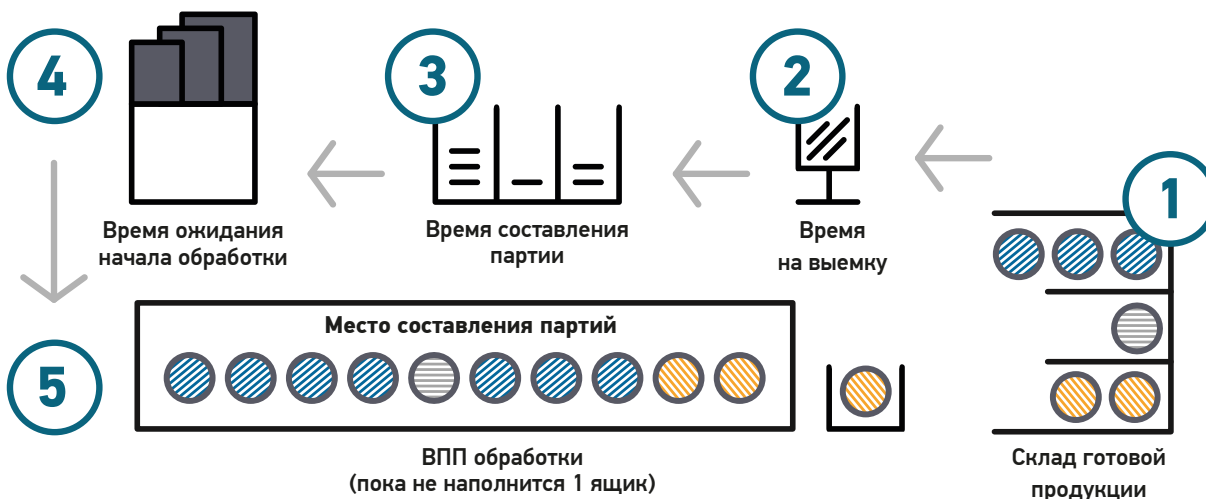 4
3
2
1
Время ожидания
начала обработки
Время составления
партии
Время
на выемку
5
Место составления партий
ВПП обработки
(пока не наполнится 1 ящик)
Склад готовой
продукции